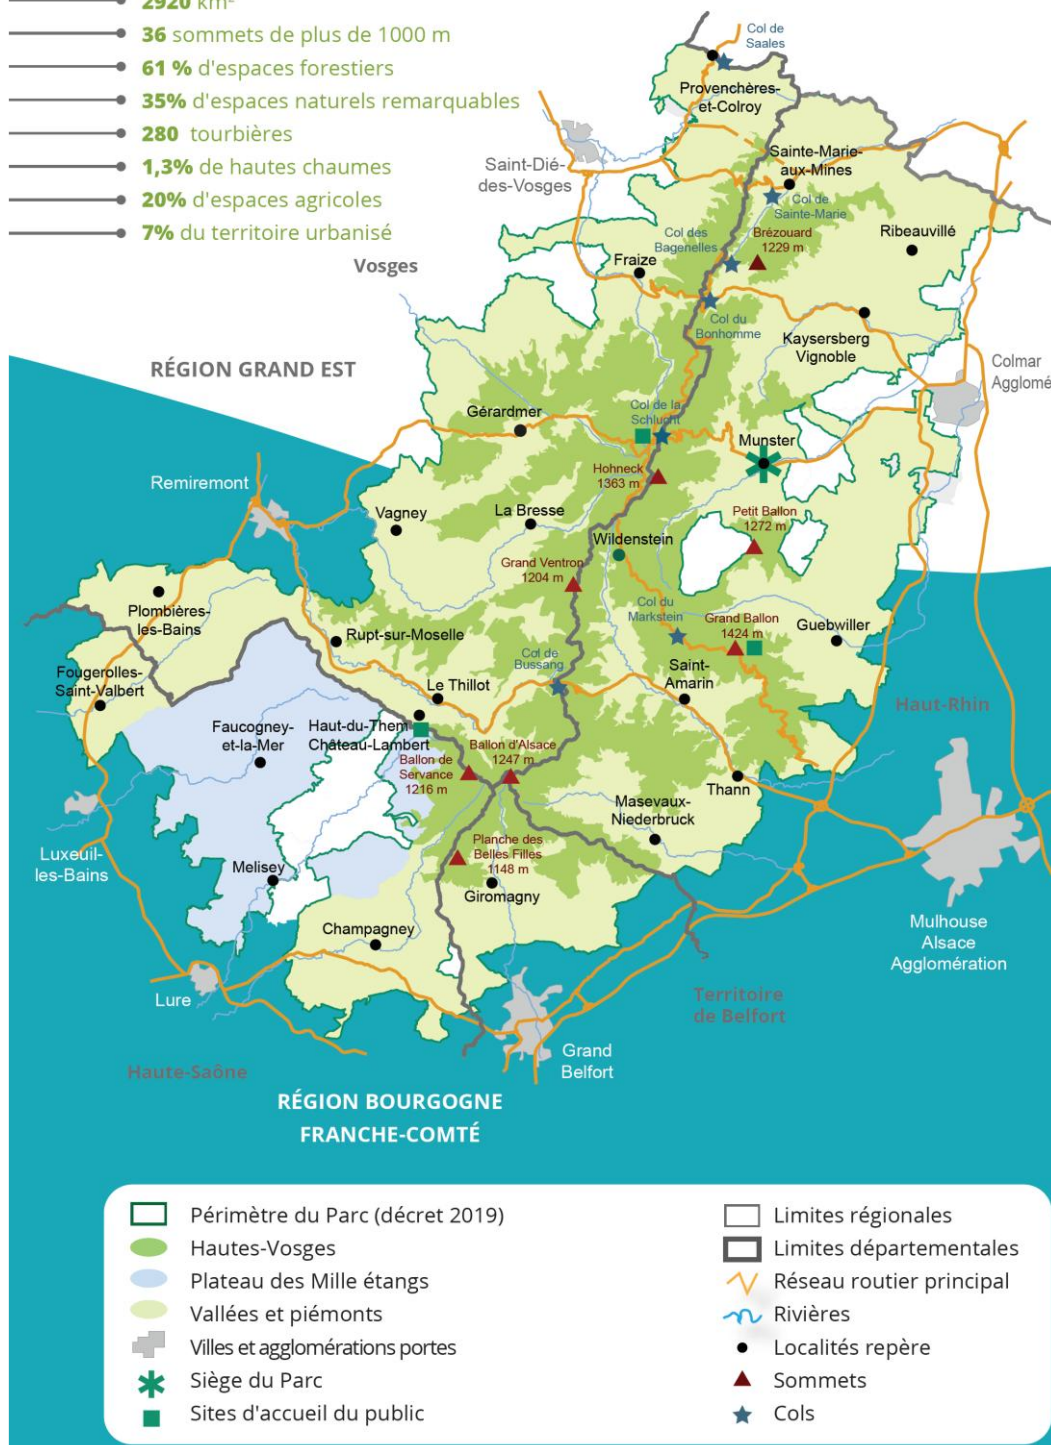 2920 km²
36 sommets de plus de 1000 m
61 % d'espaces forestiers
35% d'espaces naturels remarquables
280 tourbières
1,3% de hautes chaumes
20% d'espaces agricoles
7% du territoire urbanisé
Col de
Saales
Provenchères-
et-Colroy
Saint-Dié-
des-Vosges
Sainte-Marie-
aux-Mines
Col de
Sainte-Marie
Col des
Bagenelles
Brézouard
1229 m
Ribeauvillé
Vosges
Fraize
Col du
Bonhomme
Kaysersberg
Vignoble
RÉGION GRAND EST
Colmar
Agglomé
Gérardmer
Col de la
Schlucht
Munster
Hohneck
1363 m
Remiremont
Vagney
La Bresse
Petit Ballon
1272 m
Wildenstein
Grand Ventron
1204 m
Plombières-
les-Bains
Col du
Markstein
Grand Ballon
1424 m
Guebwiller
Rupt-sur-Moselle
Col de
Bussang
Saint-
Amarin
Fougerolles-
Saint-Valbert
Le Thillot
Haut-Rhin
Faucogney-
et-la-Mer
Haut-du-Them
Château-Lambert
Ballon de
Servance
1216 m
Ballon d'Alsace
1247 m
Thann
Masevaux-
Niederbruck
Planche des
Belles Filles
1148 m
Luxeuil-
les-Bains
Melisey
Giromagny
Champagney
Mulhouse
Alsace
Agglomération
Lure
Territoire
de Belfort
Grand
Belfort
Haute-Saône
RÉGION BOURGOGNE
FRANCHE-COMTÉ
Périmètre du Parc (décret 2019)
Hautes-Vosges
Plateau des Mille étangs
Vallées et piémonts
Villes et agglomérations portes
Siège du Parc
Sites d'accueil du public
Limites régionales
Limites départementales
Réseau routier principal
Rivières
Localités repère
Sommets
Cols